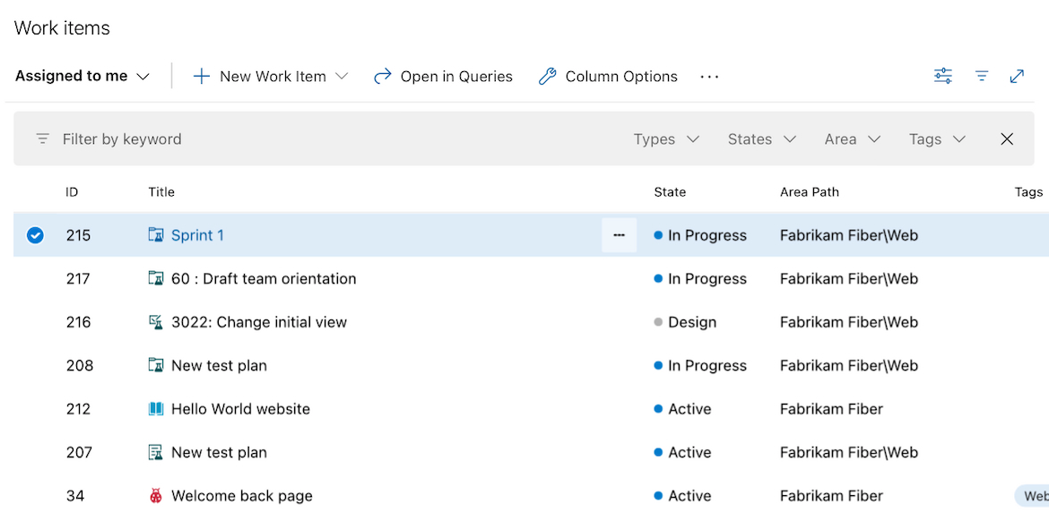 Work items
Assigned to me New Work Item Open in Queries Column Options ...
Filter by keyword Types States Area Tags
ID Title State Area Path Tags
215 Sprint 1 ... In Progress Fabrikam Fiber\Web
217 60 : Draft team orientation In Progress Fabrikam Fiber\Web
216 3022: Change initial view Design Fabrikam Fiber\Web
208 New test plan In Progress Fabrikam Fiber\Web
212 Hello World website Active Fabrikam Fiber
207 New test plan Active Fabrikam Fiber\Web
34 Welcome back page Active Fabrikam Fiber Web